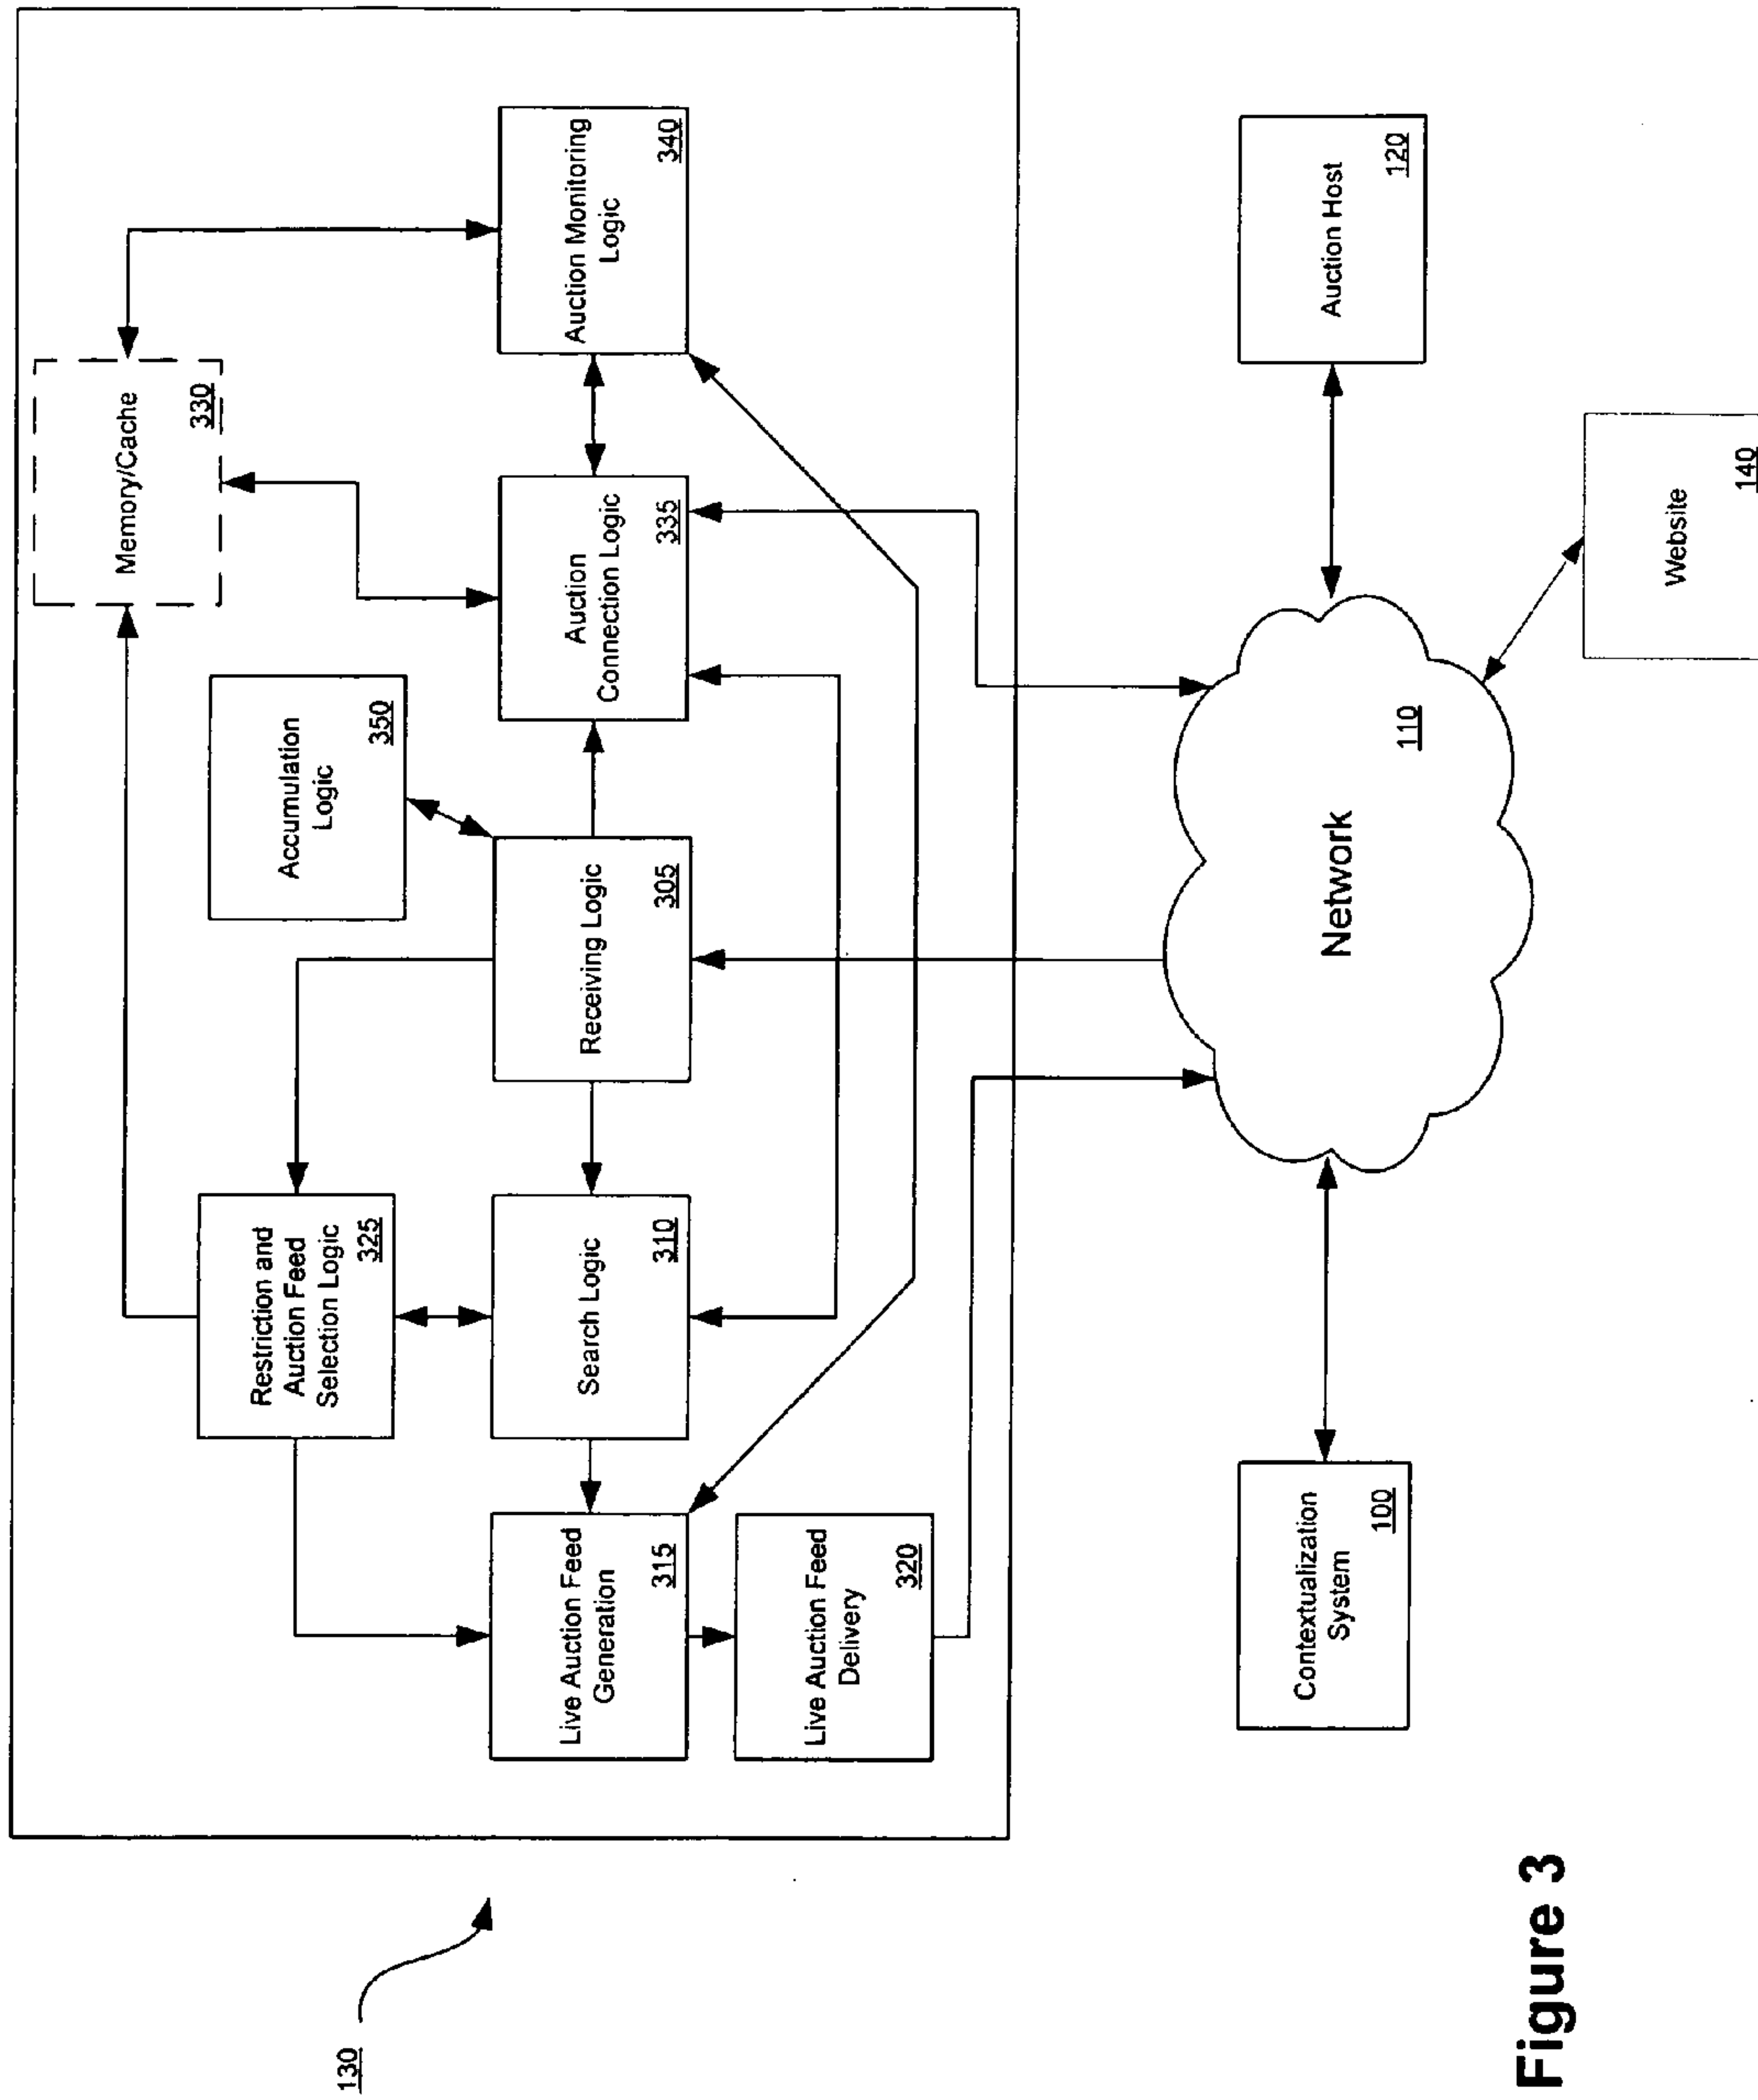 130
Memory/Cache
330
Restriction and
Auction Feed
Selection Logic
325
Accumulation
Logic
350
Live Auction Feed
Generation
315
Search Logic
310
Receiving Logic
305
Auction
Connection Logic
335
Auction Monitoring
Logic
340
Live Auction Feed
Delivery
320
Contextualization
System
100
Network
110
Auction Host
120
Website
140
Figure 3